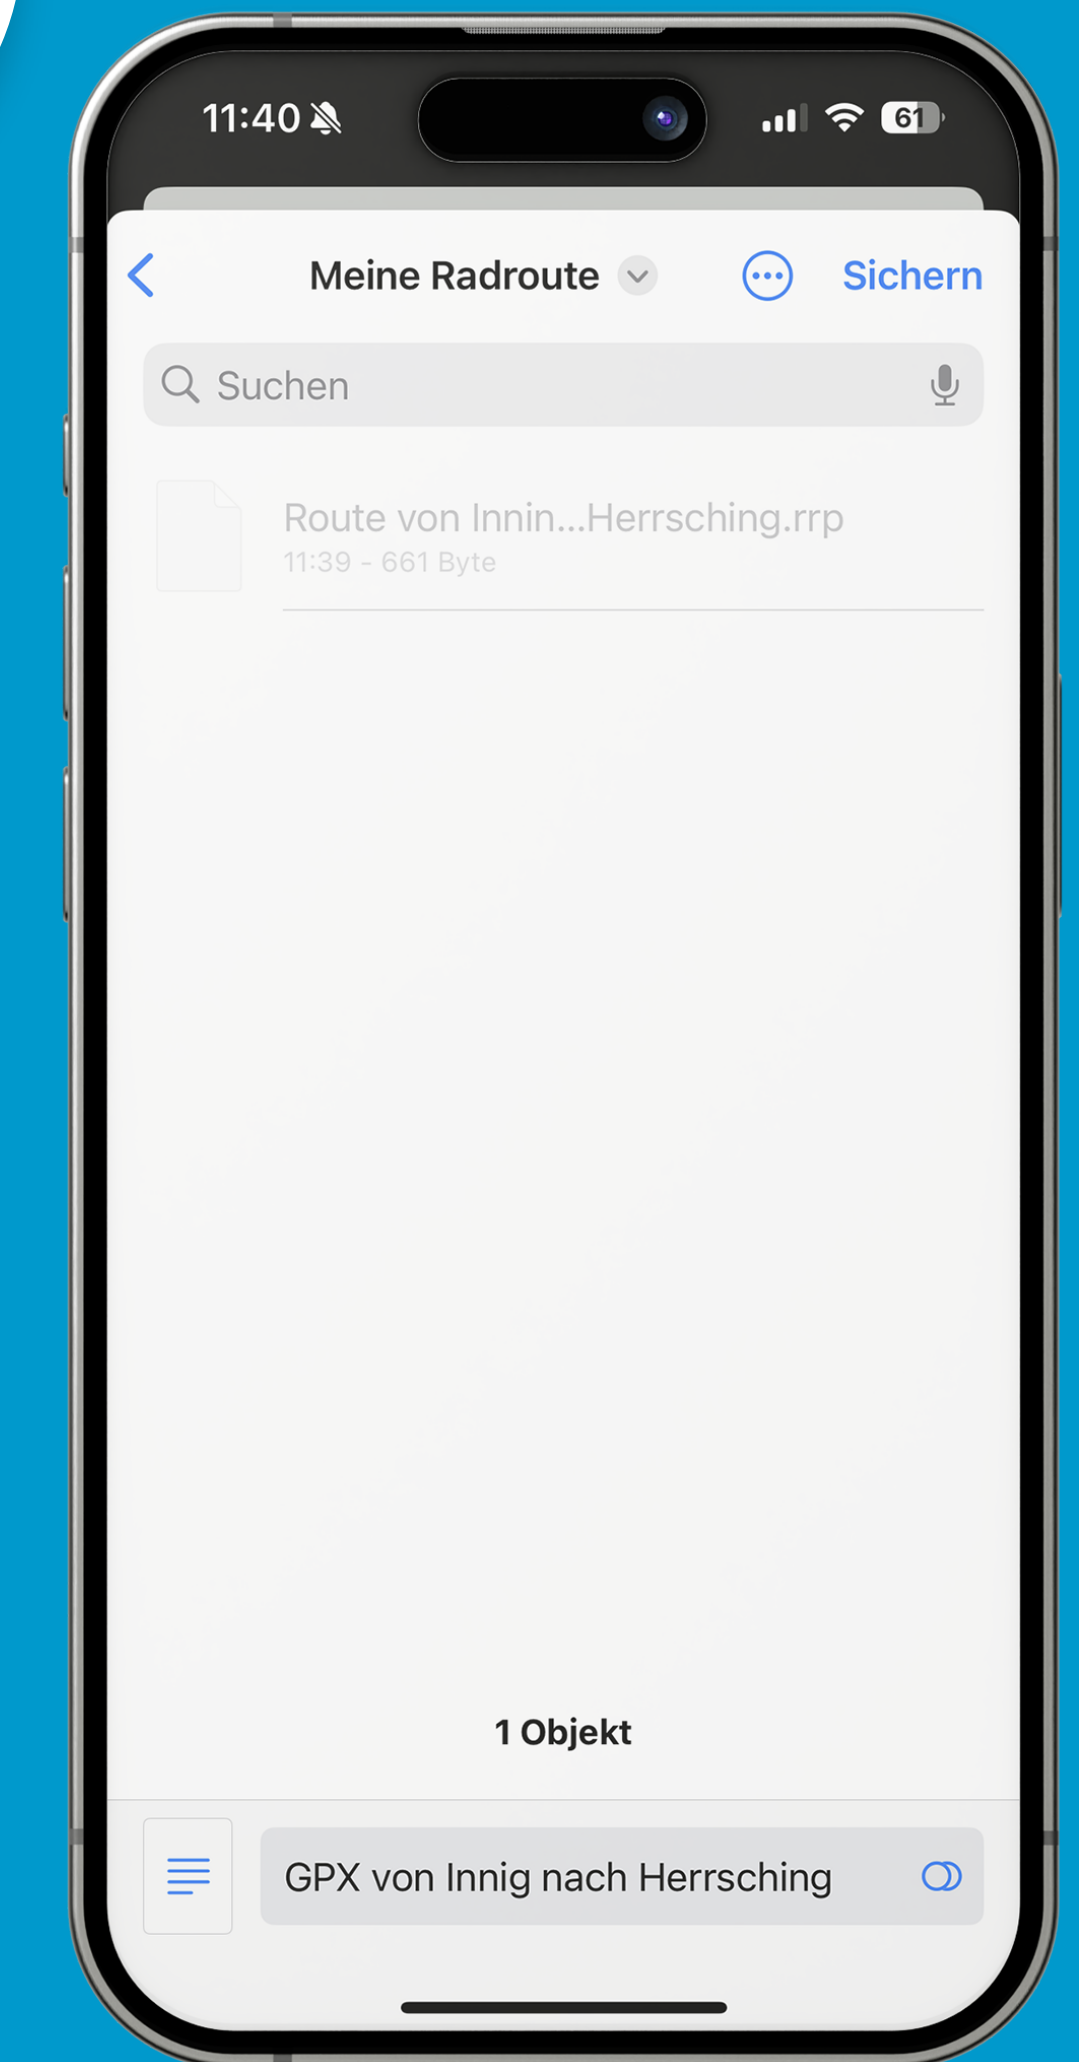 11:40
61
Meine Radroute
Sichern
Suchen
Route von Innin...Herrsching.rrp
11:39 - 661 Byte
1 Objekt
GPX von Innig nach Herrsching